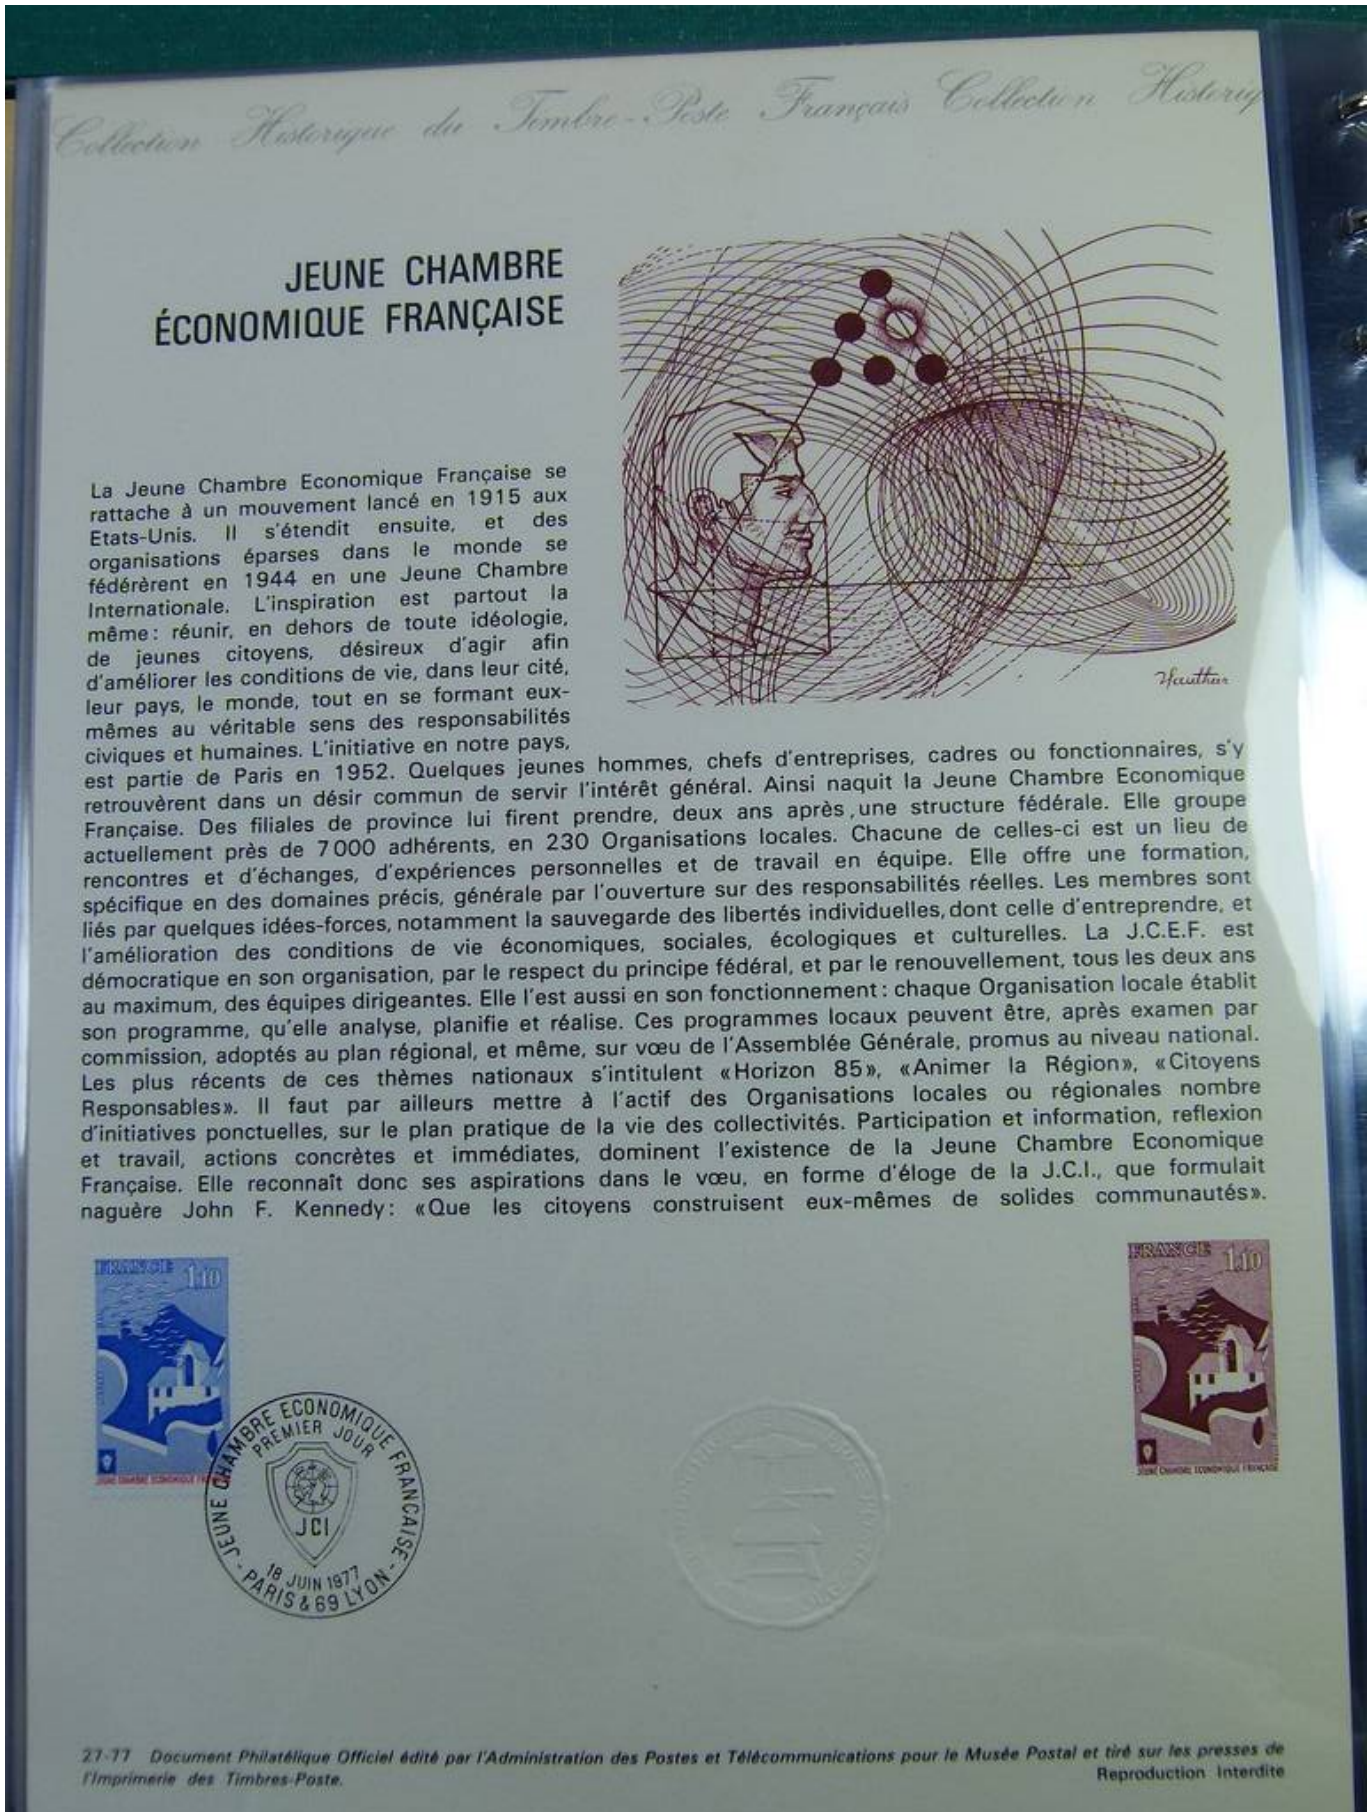 Collection Historique du Timbre-Poste Français Collection Historiq
JEUNE CHAMBRE
ÉCONOMIQUE FRANÇAISE
La Jeune Chambre Economique Française se
rattache à un mouvement lancé en 1915 aux
Etats-Unis. Il s'étendit ensuite, et des
organisations éparses dans le monde se
fédérèrent en 1944 en une Jeune Chambre
Internationale. L'inspiration est partout la
même : réunir, en dehors de toute idéologie,
de jeunes citoyens, désireux d'agir afin
d'améliorer les conditions de vie, dans leur cité,
leur pays, le monde, tout en se formant eux-
mêmes au véritable sens des responsabilités
civiques et humaines. L'initiative en notre pays,
est partie de Paris en 1952. Quelques jeunes hommes, chefs d'entreprises, cadres ou fonctionnaires, s'y
retrouvèrent dans un désir commun de servir l'intérêt général. Ainsi naquit la Jeune Chambre Economique
Française. Des filiales de province lui firent prendre, deux ans après, une structure fédérale. Elle groupe
actuellement près de 7 000 adhérents, en 230 Organisations locales. Chacune de celles-ci est un lieu de
rencontres et d'échanges, d'expériences personnelles et de travail en équipe. Elle offre une formation,
spécifique en des domaines précis, générale par l'ouverture sur des responsabilités réelles. Les membres sont
liés par quelques idées-forces, notamment la sauvegarde des libertés individuelles, dont celle d'entreprendre, et
l'amélioration des conditions de vie économiques, sociales, écologiques et culturelles. La J.C.E.F. est
démocratique en son organisation, par le respect du principe fédéral, et par le renouvellement, tous les deux ans
au maximum, des équipes dirigeantes. Elle l'est aussi en son fonctionnement : chaque Organisation locale établit
son programme, qu'elle analyse, planifie et réalise. Ces programmes locaux peuvent être, après examen par
commission, adoptés au plan régional, et même, sur vœu de l'Assemblée Générale, promus au niveau national.
Les plus récents de ces thèmes nationaux s'intitulent «Horizon 85», «Animer la Région», «Citoyens
Responsables». Il faut par ailleurs mettre à l'actif des Organisations locales ou régionales nombre
d'initiatives ponctuelles, sur le plan pratique de la vie des collectivités. Participation et information, reflexion
et travail, actions concrètes et immédiates, dominent l'existence de la Jeune Chambre Economique
Française. Elle reconnaît donc ses aspirations dans le vœu, en forme d'éloge de la J.C.I., que formulait
naguère John F. Kennedy : «Que les citoyens construisent eux-mêmes de solides communautés».
FRANCE 1,10
JEUNE CHAMBRE ECONOMIQUE
FRANCE 1,10
JEUNE CHAMBRE ECONOMIQUE FRANÇAISE
- JEUNE CHAMBRE ECONOMIQUE FRANÇAISE -
PREMIER JOUR
JCI
18 JUIN 1977
PARIS & 69 LYON
27-77 Document Philatélique Officiel édité par l'Administration des Postes et Télécommunications pour le Musée Postal et tiré sur les presses de
l'Imprimerie des Timbres-Poste. Reproduction Interdite